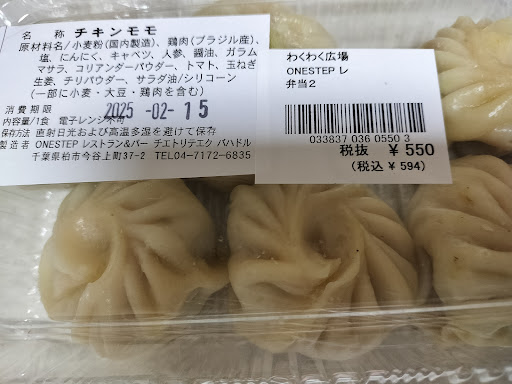 名 称 チキンモモ
原材料名/小麦粉(国内製造)、鶏肉(ブラジル産)、
塩、にんにく、キャベツ、人参、醤油、ガラム
マサラ、コリアンダーパウダー、トマト、玉ねぎ
生姜、チリパウダー、サラダ油/シリコーン
(一部に小麦・大豆・鶏肉を含む)
消費期限 2025-02-15
内容量/1食 電子レンジ不可
保存方法 直射日光および高温多湿を避けて保存
製造者 ONESTEP レストラン&バー チエトリテエク バハドル
千葉県柏市今谷上町37-2 TEL04-7172-6835
わくわく広場
ONESTEP レ
弁当2
033837 036 0550 3
税抜 ¥550
(税込 ¥594)